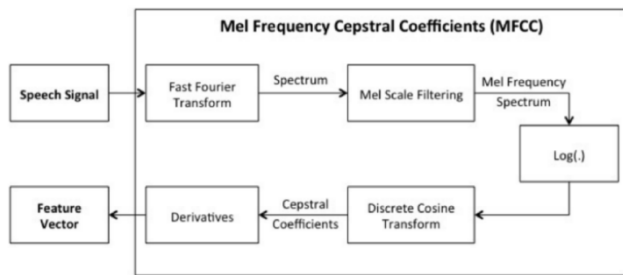 Mel Frequency Cepstral Coefficients (MFCC)
Speech Signal
Fast Fourier
Transform
Spectrum
Mel Scale Filtering
Mel Frequency
Spectrum
Log(.)
Discrete Cosine
Transform
Cepstral
Coefficients
Derivatives
Feature
Vector